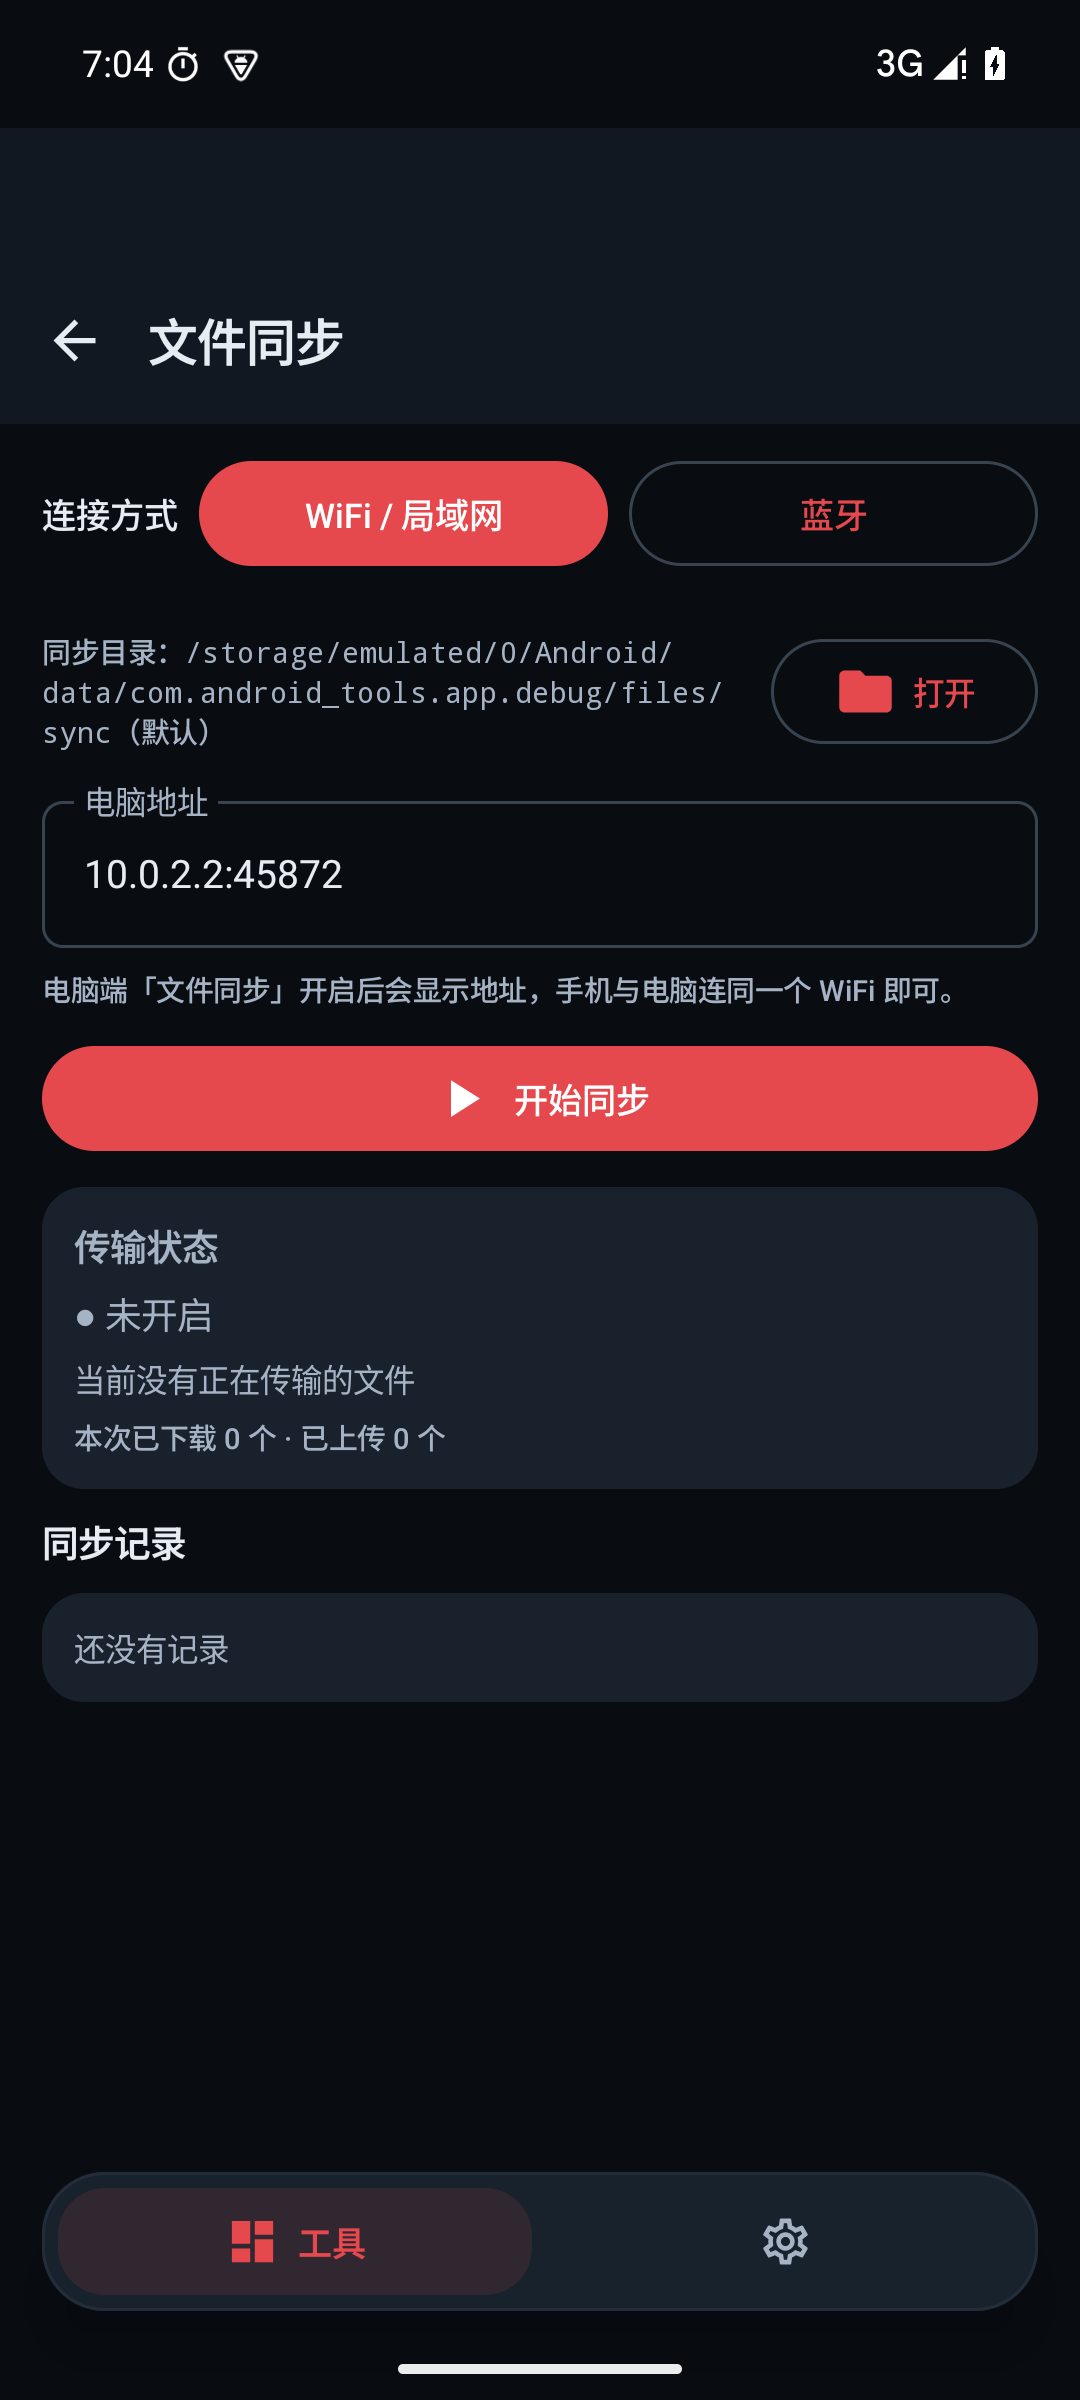 7:04
3G
文件同步
连接方式
WiFi / 局域网
蓝牙
同步目录：/storage/emulated/0/Android/
data/com.android_tools.app.debug/files/
sync（默认）
打开
电脑地址
10.0.2.2:45872
电脑端「文件同步」开启后会显示地址，手机与电脑连同一个 WiFi 即可。
开始同步
传输状态
● 未开启
当前没有正在传输的文件
本次已下载 0 个 · 已上传 0 个
同步记录
还没有记录
工具